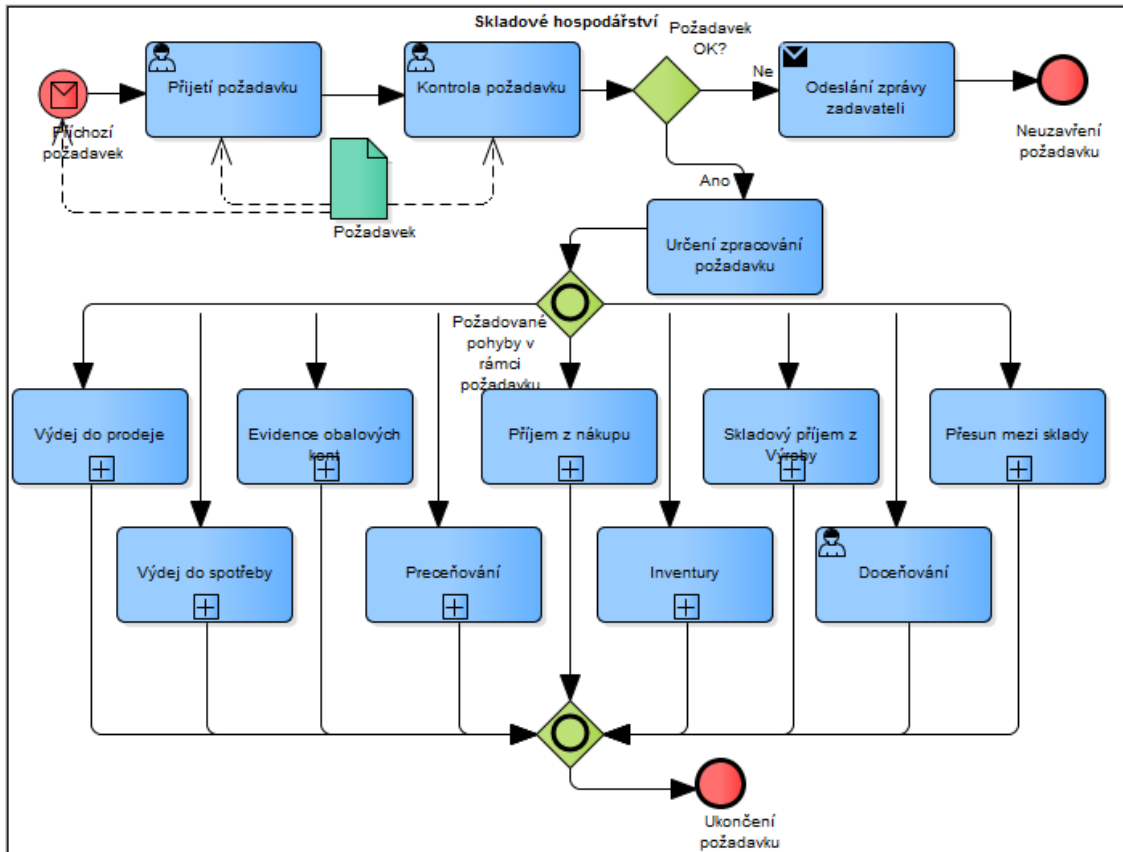 Skladové hospodářství
Požadavek
OK?
Příchozí
požadavek
Přijetí požadavku
Kontrola požadavku
Ne
Odeslání zprávy
zadavateli
Neuzavření
požadavku
Požadavek
Ano
Určení zpracování
požadavku
Požadované
pohyby v
rámci
požadavku
Výdej do prodeje
Evidence obalových
kont
Příjem z nákupu
Skladový příjem z
Výroby
Přesun mezi sklady
Výdej do spotřeby
Preceňování
Inventury
Doceňování
Ukončení
požadavku